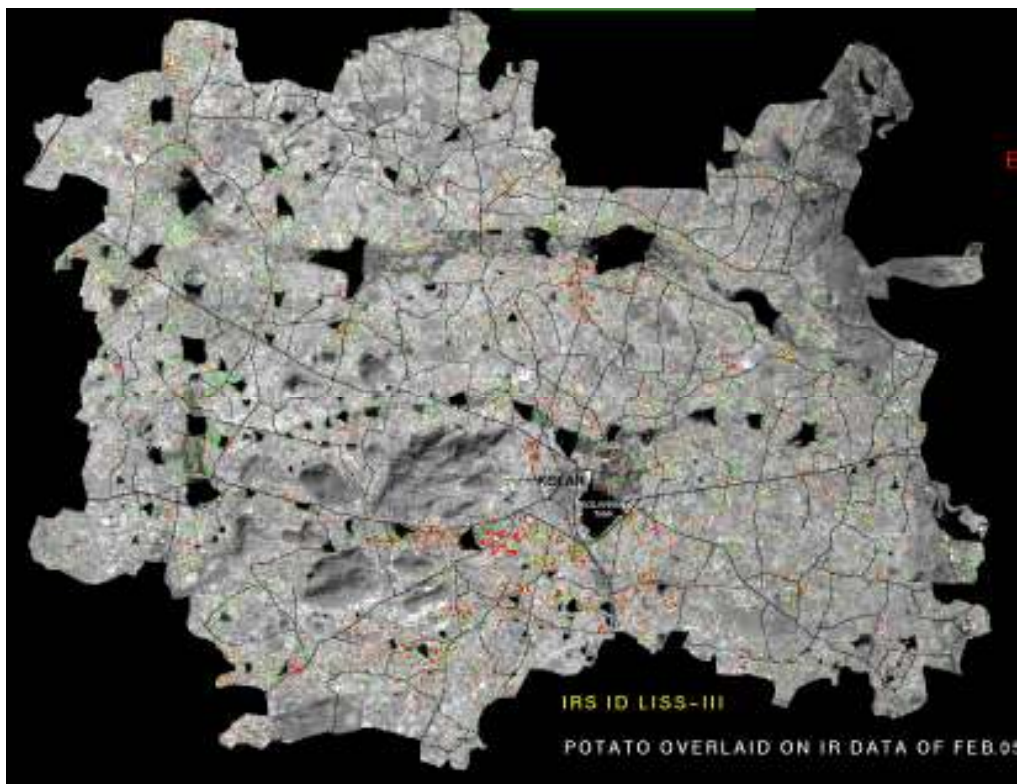 KOLAR
IRS ID LISS-III
POTATO OVERLAID ON IR DATA OF FEB.05